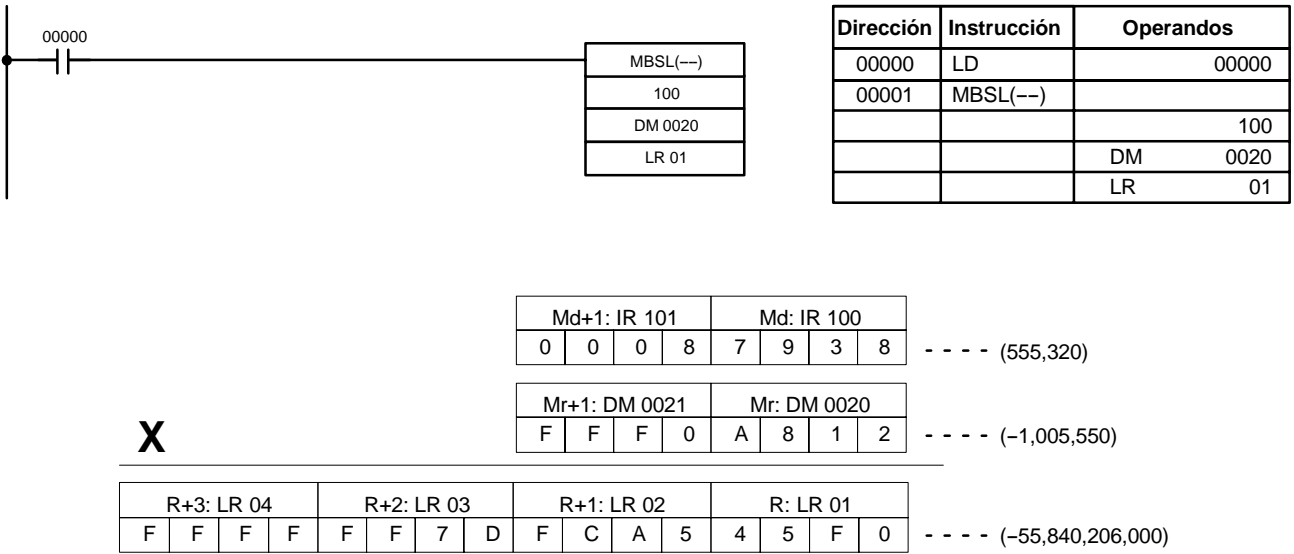 00000
MBSL(--)
100
DM 0020
LR 01
Dirección Instrucción Operandos
00000 LD 00000
00001 MBSL(--)
100
DM 0020
LR 01
Md+1: IR 101 Md: IR 100
0 0 0 8 7 9 3 8 - - - - (555,320)
Mr+1: DM 0021 Mr: DM 0020
X F F F 0 A 8 1 2 - - - - (–1,005,550)
R+3: LR 04 R+2: LR 03 R+1: LR 02 R: LR 01
F F F F F F 7 D F C A 5 4 5 F 0 - - - - (–55,840,206,000)